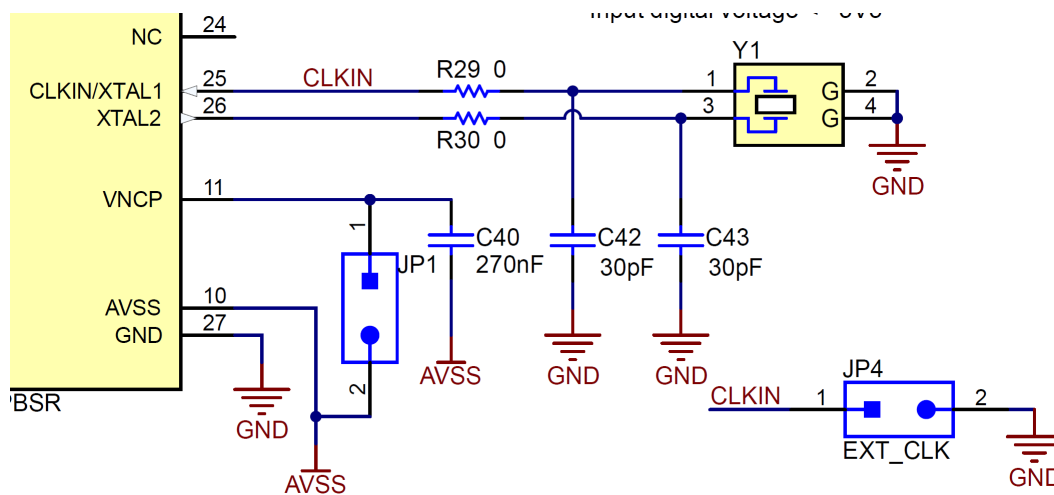 24
NC
Y1
R29 0
CLKIN/XTAL1
25
CLKIN
1
2
G
XTAL2
26
3
4
G
R30 0
GND
VNCP
11
1
C40
270nF
C42
30pF
C43
30pF
JP1
AVSS
10
GND
27
2
AVSS
GND
GND
PBSR
GND
AVSS
JP4
CLKIN
1
2
EXT_CLK
GND